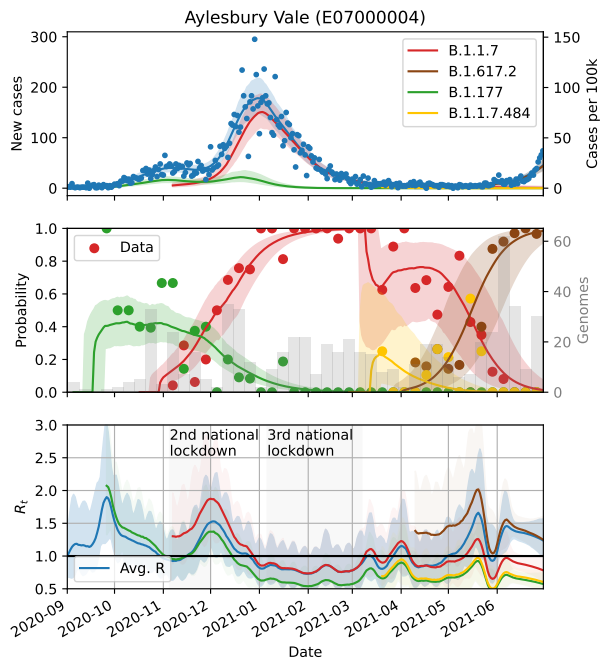 Aylesbury Vale (E07000004)
New cases
300
200
100
0
Cases per 100k
150
100
50
0
B.1.1.7
B.1.617.2
B.1.177
B.1.1.7.484
Probability
1.0
0.8
0.6
0.4
0.2
0.0
Data
Genomes
60
40
20
0
Rt
3.0
2.5
2.0
1.5
1.0
0.5
2nd national
lockdown
3rd national
lockdown
Avg. R
2020-09
2020-10
2020-11
2020-12
2021-01
2021-02
2021-03
2021-04
2021-05
2021-06
Date